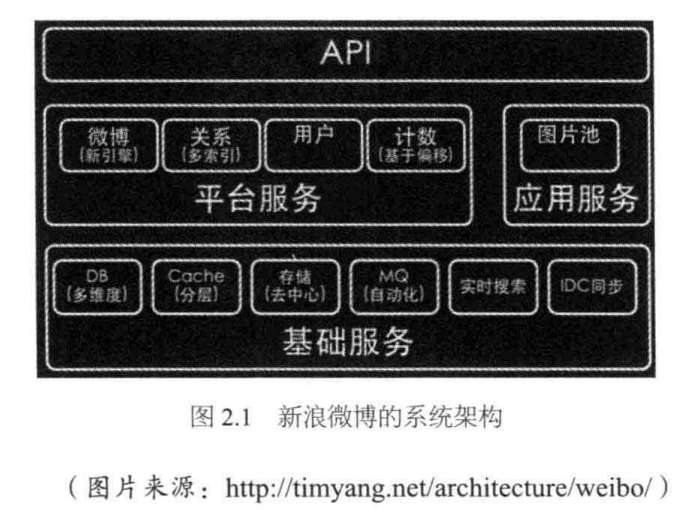 API
微博 关系 用户 计数 图片池
(新引擎) (多索引) (基于偏移)
平台服务 应用服务
DB Cache 存储 MQ 实时搜索 IDC同步
(多维度) (分层) (去中心) (自动化)
基础服务
图 2.1 新浪微博的系统架构
(图片来源:http://timyang.net/architecture/weibo/)